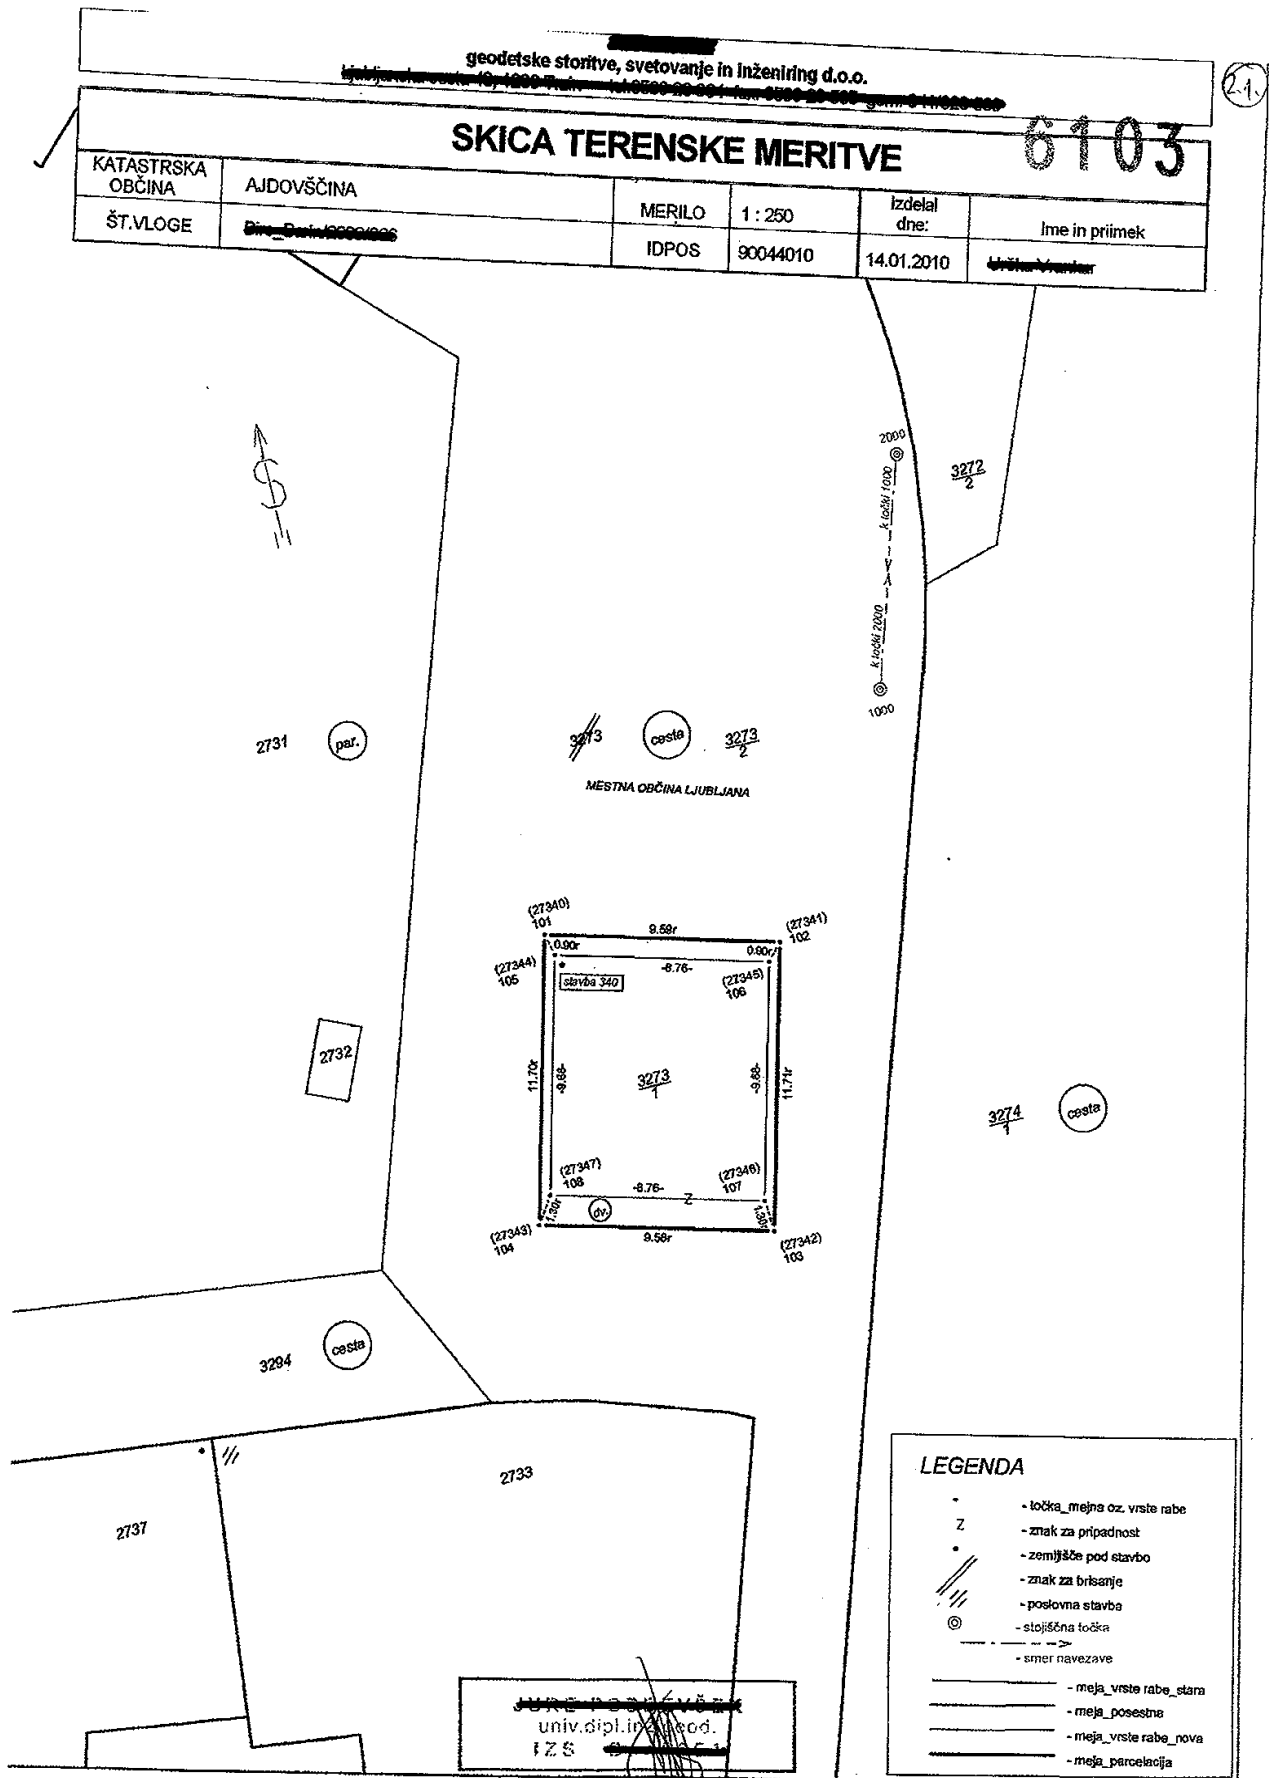 geodetske storitve, svetovanje in inženiring d.o.o.
2.1.
6103
SKICA TERENSKE MERITVE
KATASTRSKA OBČINA
AJDOVŠČINA
MERILO
1 : 250
izdelal dne:
Ime in priimek
ŠT.VLOGE
IDPOS
90044010
14.01.2010
S
2000
k točki 1000
3272
2
k točki 2000
1000
2731
par.
3273
cesta
3273
2
MESTNA OBČINA LJUBLJANA
(27340)
101
9.59r
(27341)
102
0.90r
0.90r
(27344)
105
-8.76-
(27345)
106
stavba 340
2732
11.70r
-9.68-
3273
1
-9.68-
11.71r
3274
1
cesta
(27347)
108
-8.76-
Z
(27346)
107
1.30r
dv.
1.30r
(27343)
104
9.58r
(27342)
103
3294
cesta
2733
2737
LEGENDA
- točka_mejna oz. vrste rabe
Z - znak za pripadnost
- zemljišče pod stavbo
- znak za brisanje
- poslovna stavba
- stojiščna točka
- smer navezave
- meja_vrste rabe_stara
- meja_posestna
- meja_vrste rabe_nova
- meja_parcelacija
univ.dipl.inž.geod.
IZS